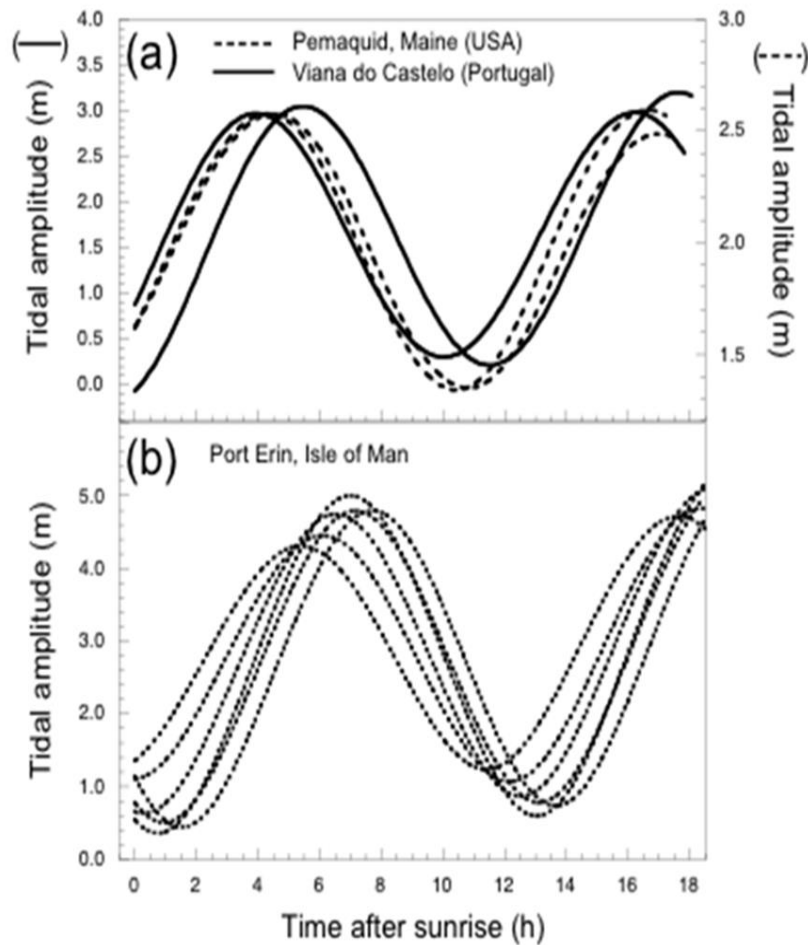 (a)
Pemaquid, Maine (USA)
Viana do Castelo (Portugal)
(—)
Tidal amplitude (m)
4.0
3.5
3.0
2.5
2.0
1.5
1.0
0.5
0.0
(----)
Tidal amplitude (m)
3.0
2.5
2.0
1.5
(b)
Port Erin, Isle of Man
Tidal amplitude (m)
5.0
4.0
3.0
2.0
1.0
0.0
0 2 4 6 8 10 12 14 16 18
Time after sunrise (h)